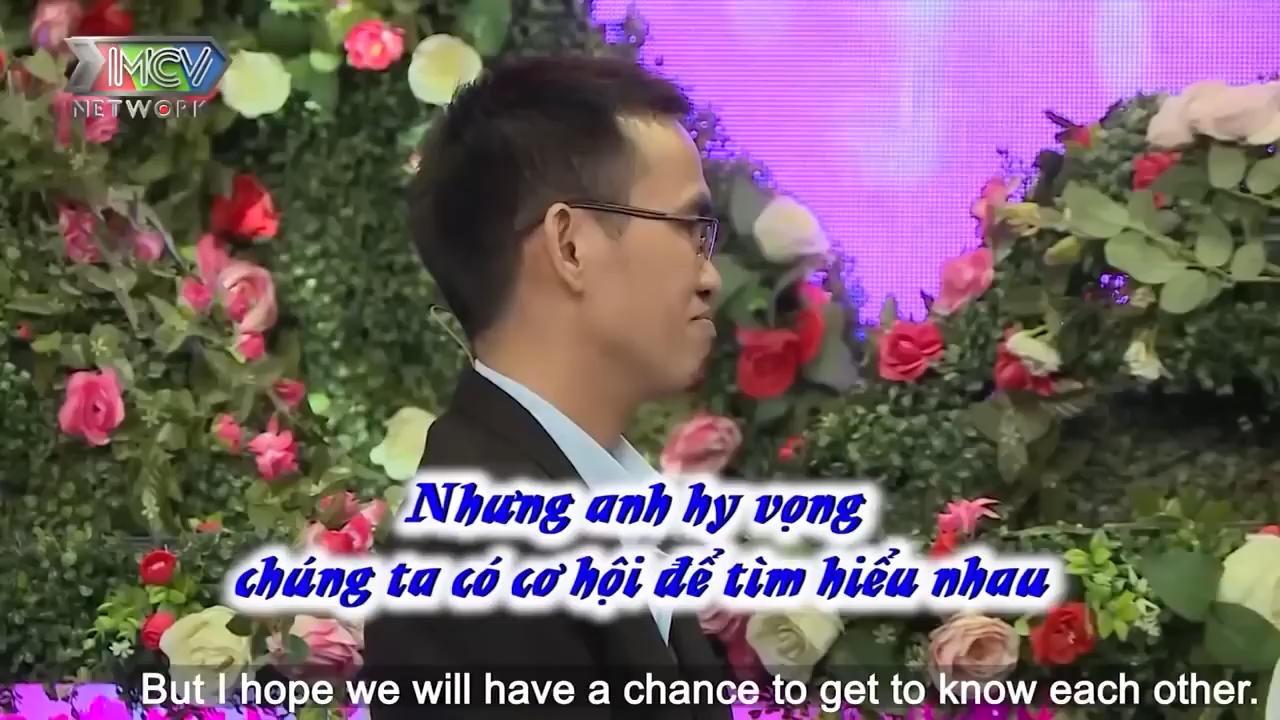 MCV
NETWORK
Nhưng anh hy vọng
chúng ta có cơ hội để tìm hiểu nhau
But I hope we will have a chance to get to know each other.